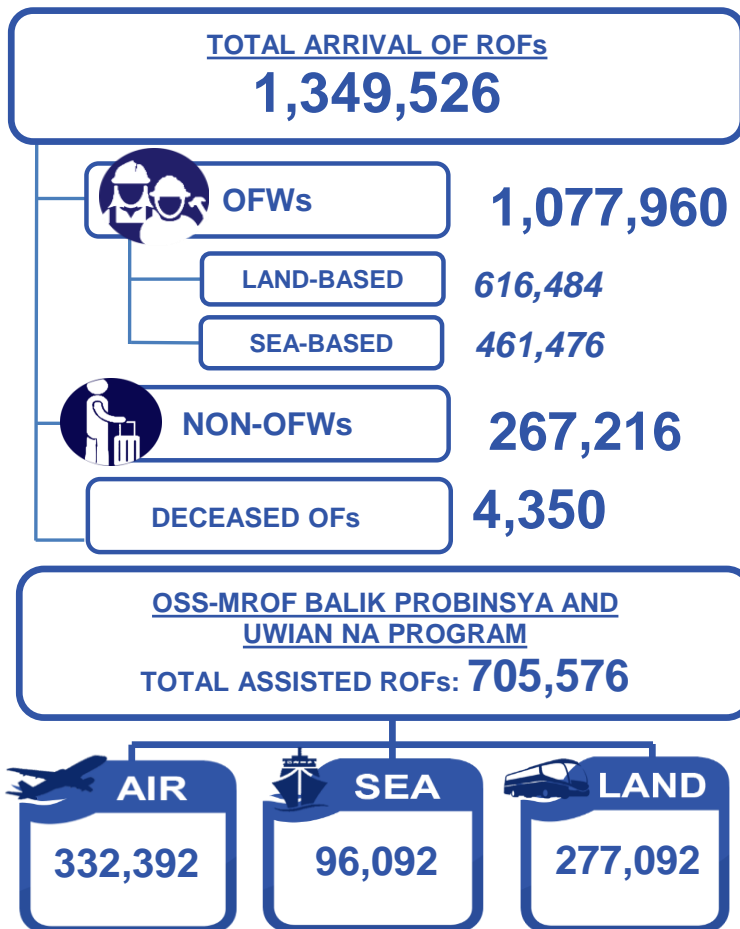 TOTAL ARRIVAL OF ROFs
1,349,526
OFWs 1,077,960
LAND-BASED 616,484
SEA-BASED 461,476
NON-OFWs 267,216
DECEASED OFs 4,350
OSS-MROF BALIK PROBINSYA AND
UWIAN NA PROGRAM
TOTAL ASSISTED ROFs: 705,576
AIR SEA LAND
332,392 96,092 277,092